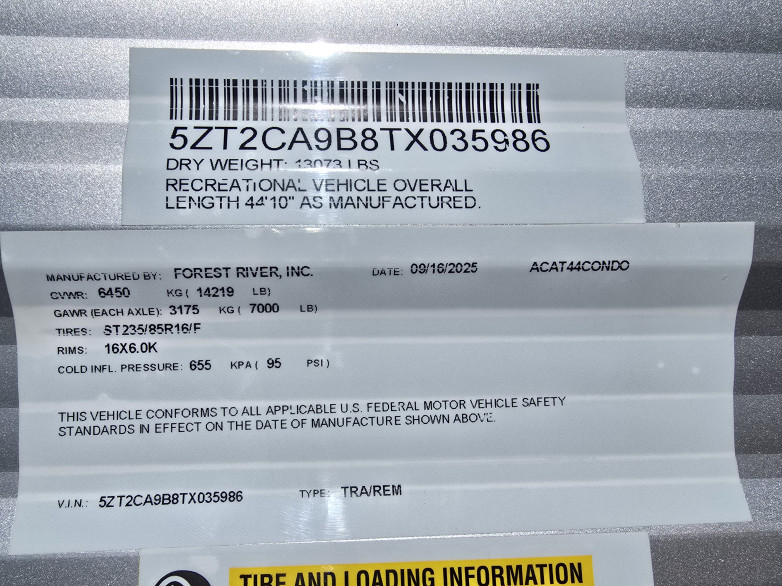 5ZT2CA9B8TX035986
DRY WEIGHT: 13073 LBS
RECREATIONAL VEHICLE OVERALL
LENGTH 44'10" AS MANUFACTURED.
MANUFACTURED BY: FOREST RIVER, INC. DATE: 09/16/2025 ACAT44CONDO
GVWR: 6450 KG( 14219 LB)
GAWR (EACH AXLE): 3175 KG( 7000 LB)
TIRES: ST235/85R16/F
RIMS: 16X6.0K
COLD INFL. PRESSURE: 655 KPA( 95 PSI)
THIS VEHICLE CONFORMS TO ALL APPLICABLE U.S. FEDERAL MOTOR VEHICLE SAFETY
STANDARDS IN EFFECT ON THE DATE OF MANUFACTURE SHOWN ABOVE.
V.I.N.: 5ZT2CA9B8TX035986 TYPE: TRA/REM
TIRE AND LOADING INFORMATION